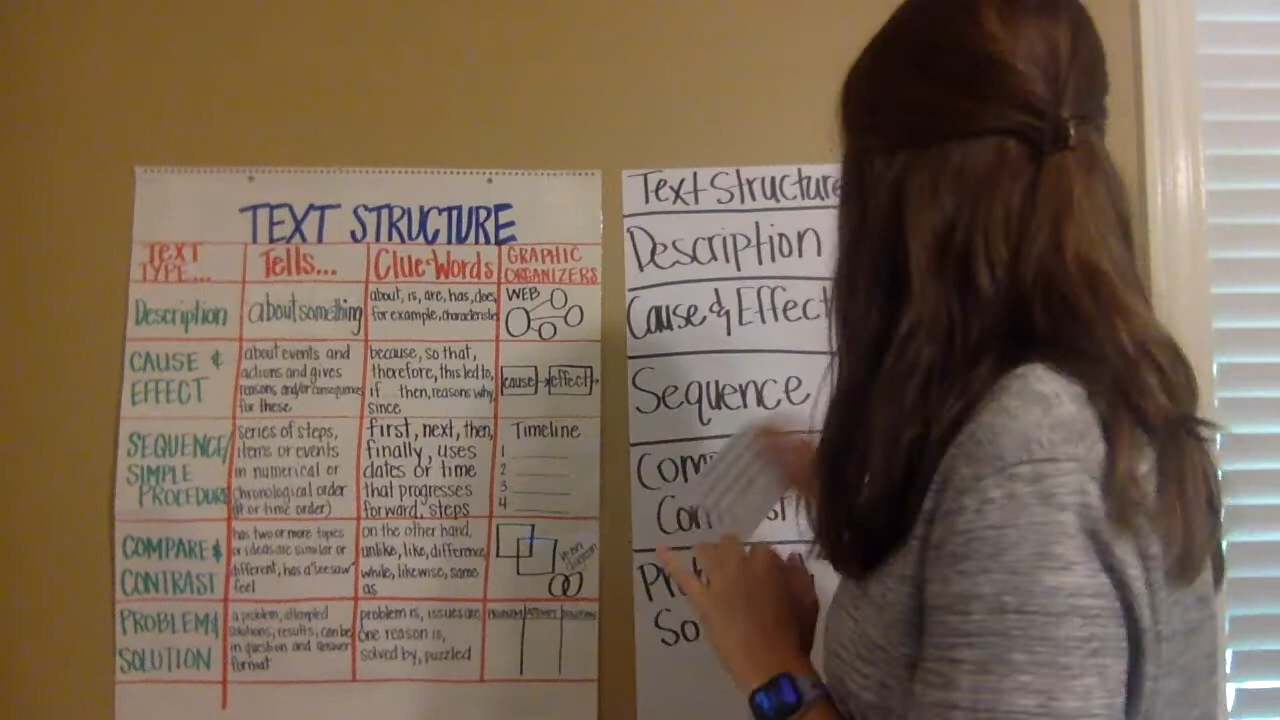 TEXT STRUCTURE
TEXT
TYPE...
Tells...
Clue Words
GRAPHIC
ORGANIZERS
Description
about something
about, is, are, has, does,
for example, characteristics
WEB
CAUSE &
EFFECT
about events and
actions and gives
reasons and/or consequences
for these
because, so that,
therefore, this led to,
if then, reasons why,
since
cause
effect
SEQUENCE/
SIMPLE
PROCEDURE
series of steps,
items or events
in numerical or
chronological order
(# or time order)
first, next, then,
finally, uses
dates or time
that progresses
forward, steps
Timeline
1
2
3
4
COMPARE &
CONTRAST
has two or more topics
or ideas are similar or
different, has a "see saw"
feel
on the other hand,
unlike, like, difference,
while, likewise, same
as
PROBLEM &
SOLUTION
a problem, attempted
solutions, results, can be
in question and answer
format
problem is, issues are
one reason is,
solved by, puzzled
Text Structure
Description
Cause & Effect
Sequence
Com
Con
So